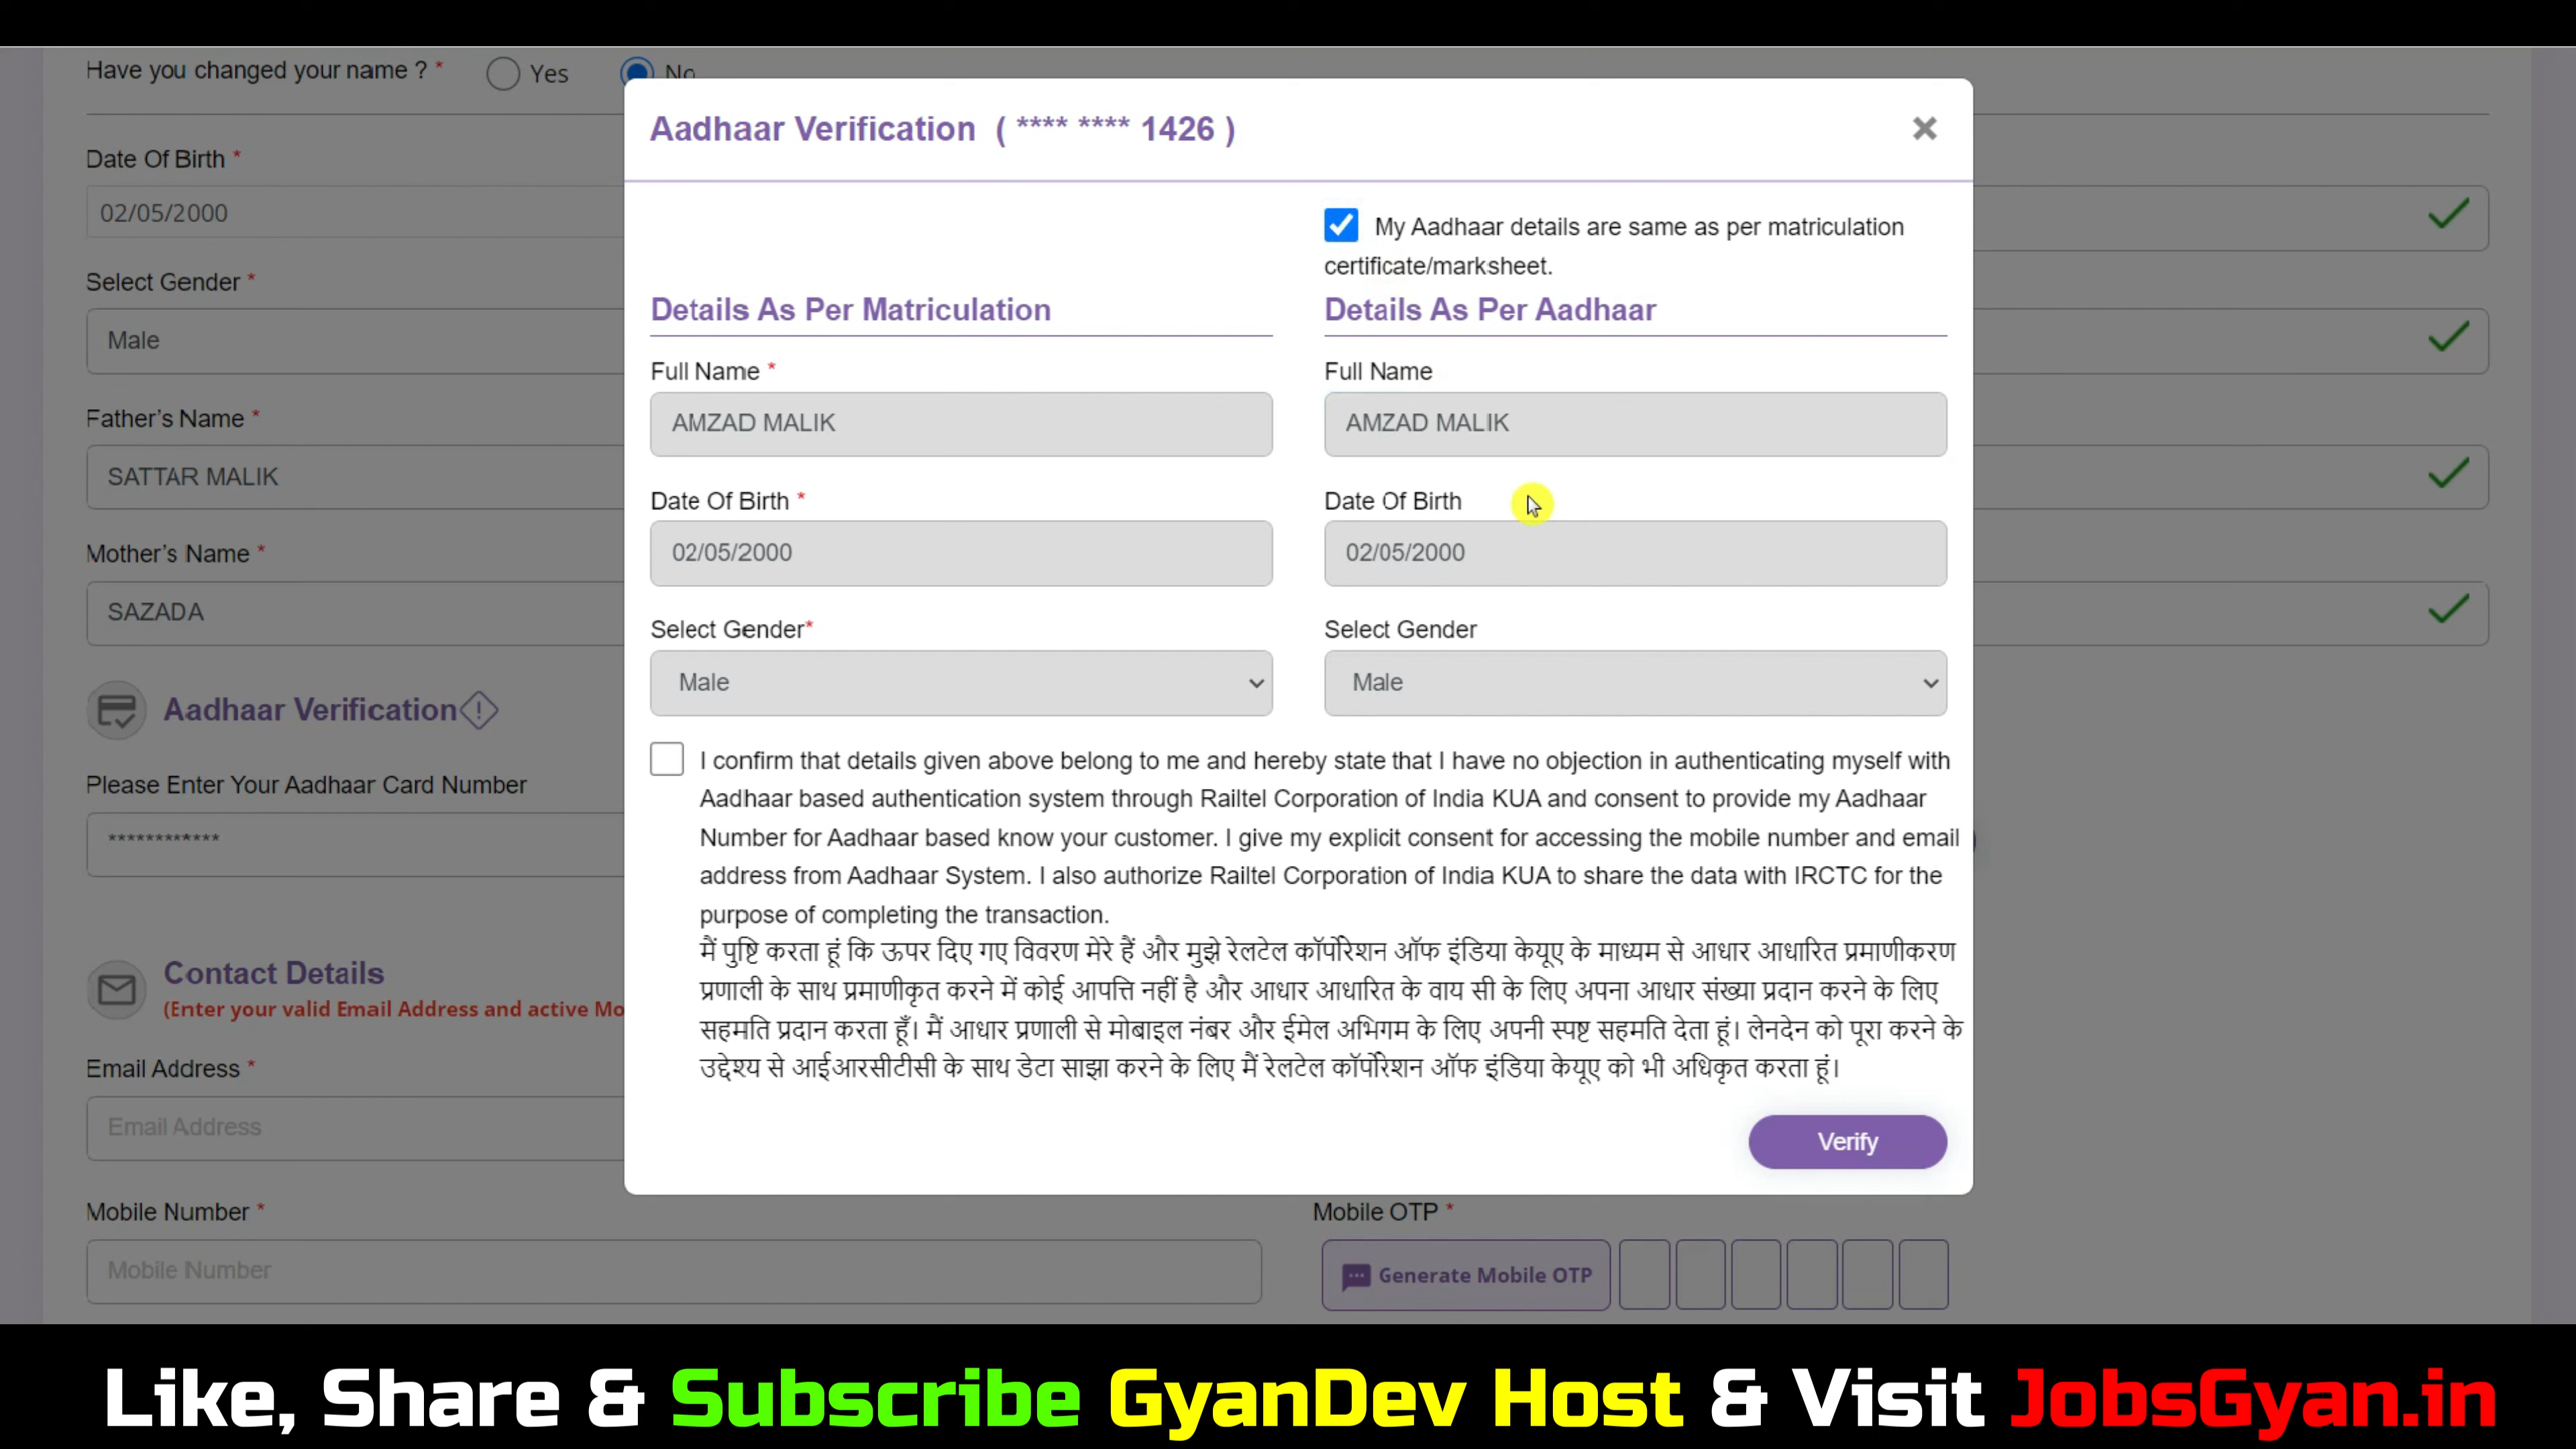 Have you changed your name ? * Yes No
Date Of Birth *
02/05/2000
Select Gender *
Male
Father's Name *
SATTAR MALIK
Mother's Name *
SAZADA
Aadhaar Verification
Please Enter Your Aadhaar Card Number
************
Contact Details
(Enter your valid Email Address and active Mo
Email Address *
Email Address
Mobile Number *
Mobile Number
Mobile OTP *
Generate Mobile OTP
Aadhaar Verification ( **** **** 1426 )
My Aadhaar details are same as per matriculation
certificate/marksheet.
Details As Per Matriculation
Full Name *
AMZAD MALIK
Date Of Birth *
02/05/2000
Select Gender*
Male
Details As Per Aadhaar
Full Name
AMZAD MALIK
Date Of Birth
02/05/2000
Select Gender
Male
I confirm that details given above belong to me and hereby state that I have no objection in authenticating myself with
Aadhaar based authentication system through Railtel Corporation of India KUA and consent to provide my Aadhaar
Number for Aadhaar based know your customer. I give my explicit consent for accessing the mobile number and email
address from Aadhaar System. I also authorize Railtel Corporation of India KUA to share the data with IRCTC for the
purpose of completing the transaction.
मैं पुष्टि करता हूं कि ऊपर दिए गए विवरण मेरे हैं और मुझे रेलटेल कॉर्पोरेशन ऑफ इंडिया केयूए के माध्यम से आधार आधारित प्रमाणीकरण
प्रणाली के साथ प्रमाणीकृत करने में कोई आपत्ति नहीं है और आधार आधारित के वाय सी के लिए अपना आधार संख्या प्रदान करने के लिए
सहमति प्रदान करता हूँ। मैं आधार प्रणाली से मोबाइल नंबर और ईमेल अभिगम के लिए अपनी स्पष्ट सहमति देता हूं। लेनदेन को पूरा करने के
उद्देश्य से आईआरसीटीसी के साथ डेटा साझा करने के लिए मैं रेलटेल कॉर्पोरेशन ऑफ इंडिया केयूए को भी अधिकृत करता हूं।
Verify
Like, Share & Subscribe GyanDev Host & Visit JobsGyan.in